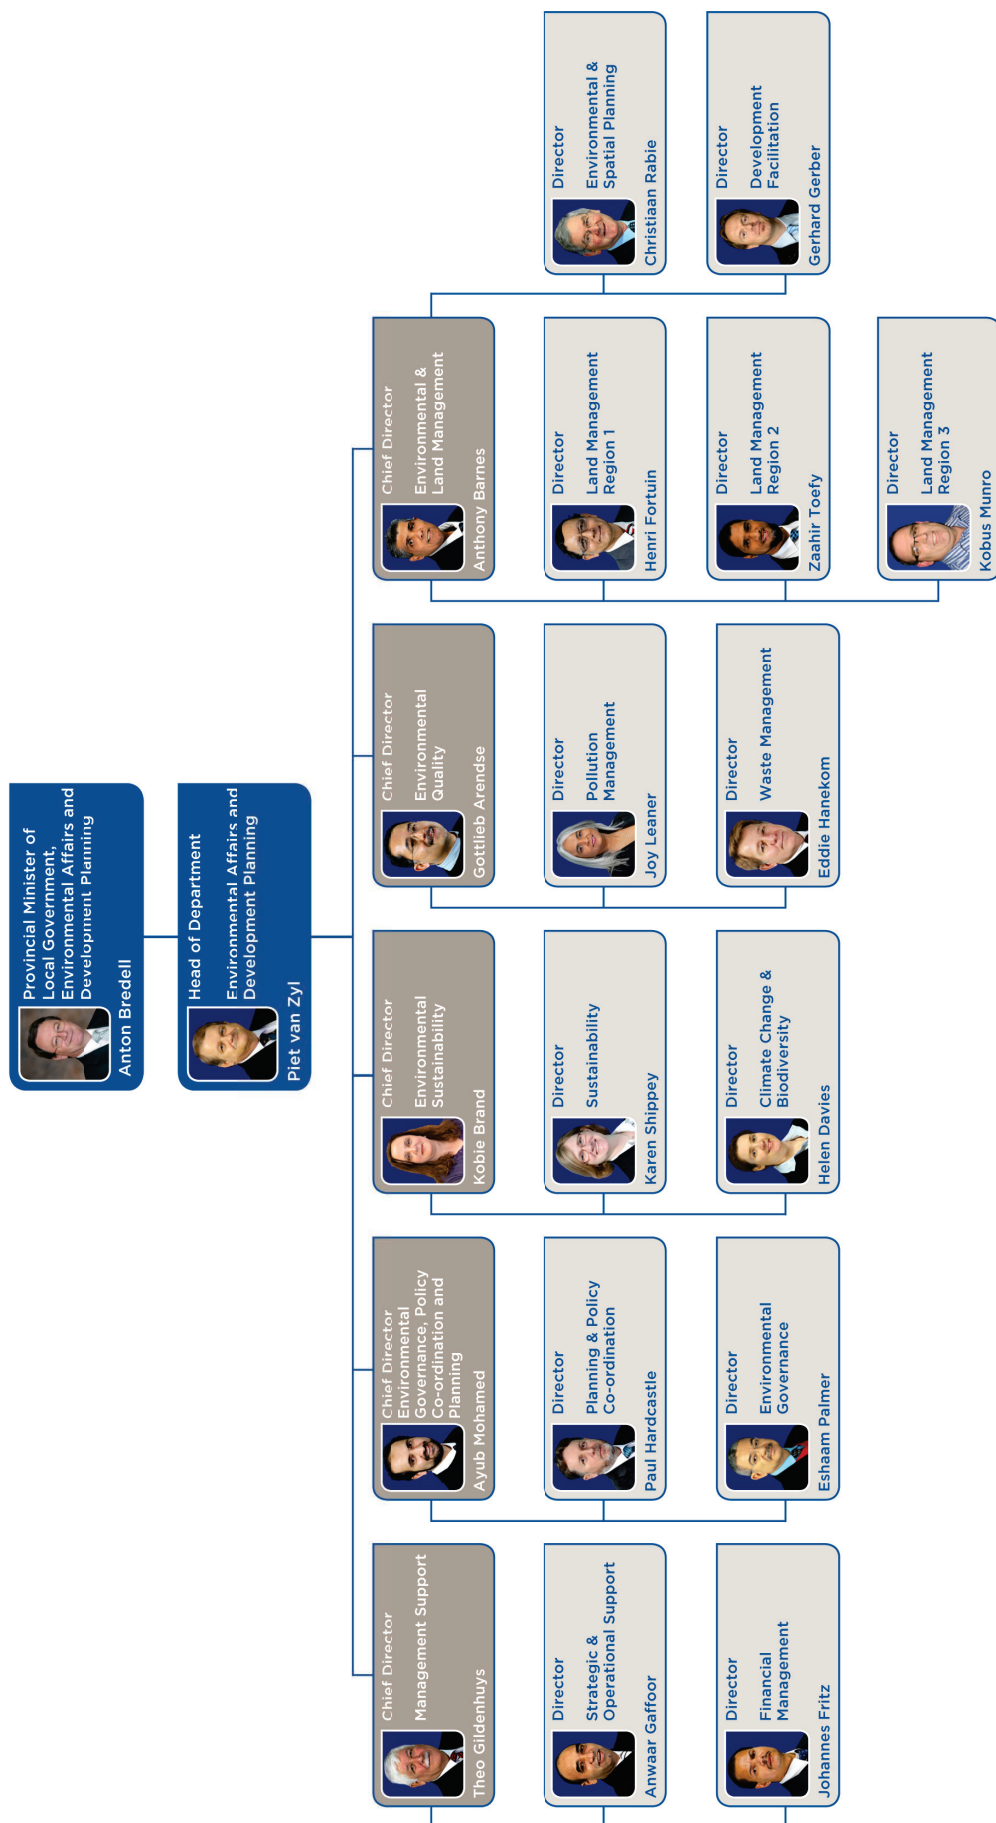 Provincial Minister of
Local Government,
Environmental Affairs and
Development Planning
Anton Bredell
Head of Department
Environmental Affairs and
Development Planning
Piet van Zyl
Chief Director
Management Support
Theo Gildenhuys
Director
Strategic &
Operational Support
Anwaar Gaffoor
Director
Financial
Management
Johannes Fritz
Chief Director
Environmental
Governance, Policy
Co-ordination and
Planning
Ayub Mohamed
Director
Planning & Policy
Co-ordination
Paul Hardcastle
Director
Environmental
Governance
Eshaam Palmer
Chief Director
Environmental
Sustainability
Kobie Brand
Director
Sustainability
Karen Shippey
Director
Climate Change &
Biodiversity
Helen Davies
Chief Director
Environmental
Quality
Gottlieb Arendse
Director
Pollution
Management
Joy Leaner
Director
Waste Management
Eddie Hanekom
Chief Director
Environmental &
Land Management
Anthony Barnes
Director
Land Management
Region 1
Henri Fortuin
Director
Land Management
Region 2
Zaahir Toefy
Director
Land Management
Region 3
Kobus Munro
Director
Environmental &
Spatial Planning
Christiaan Rabie
Director
Development
Facilitation
Gerhard Gerber